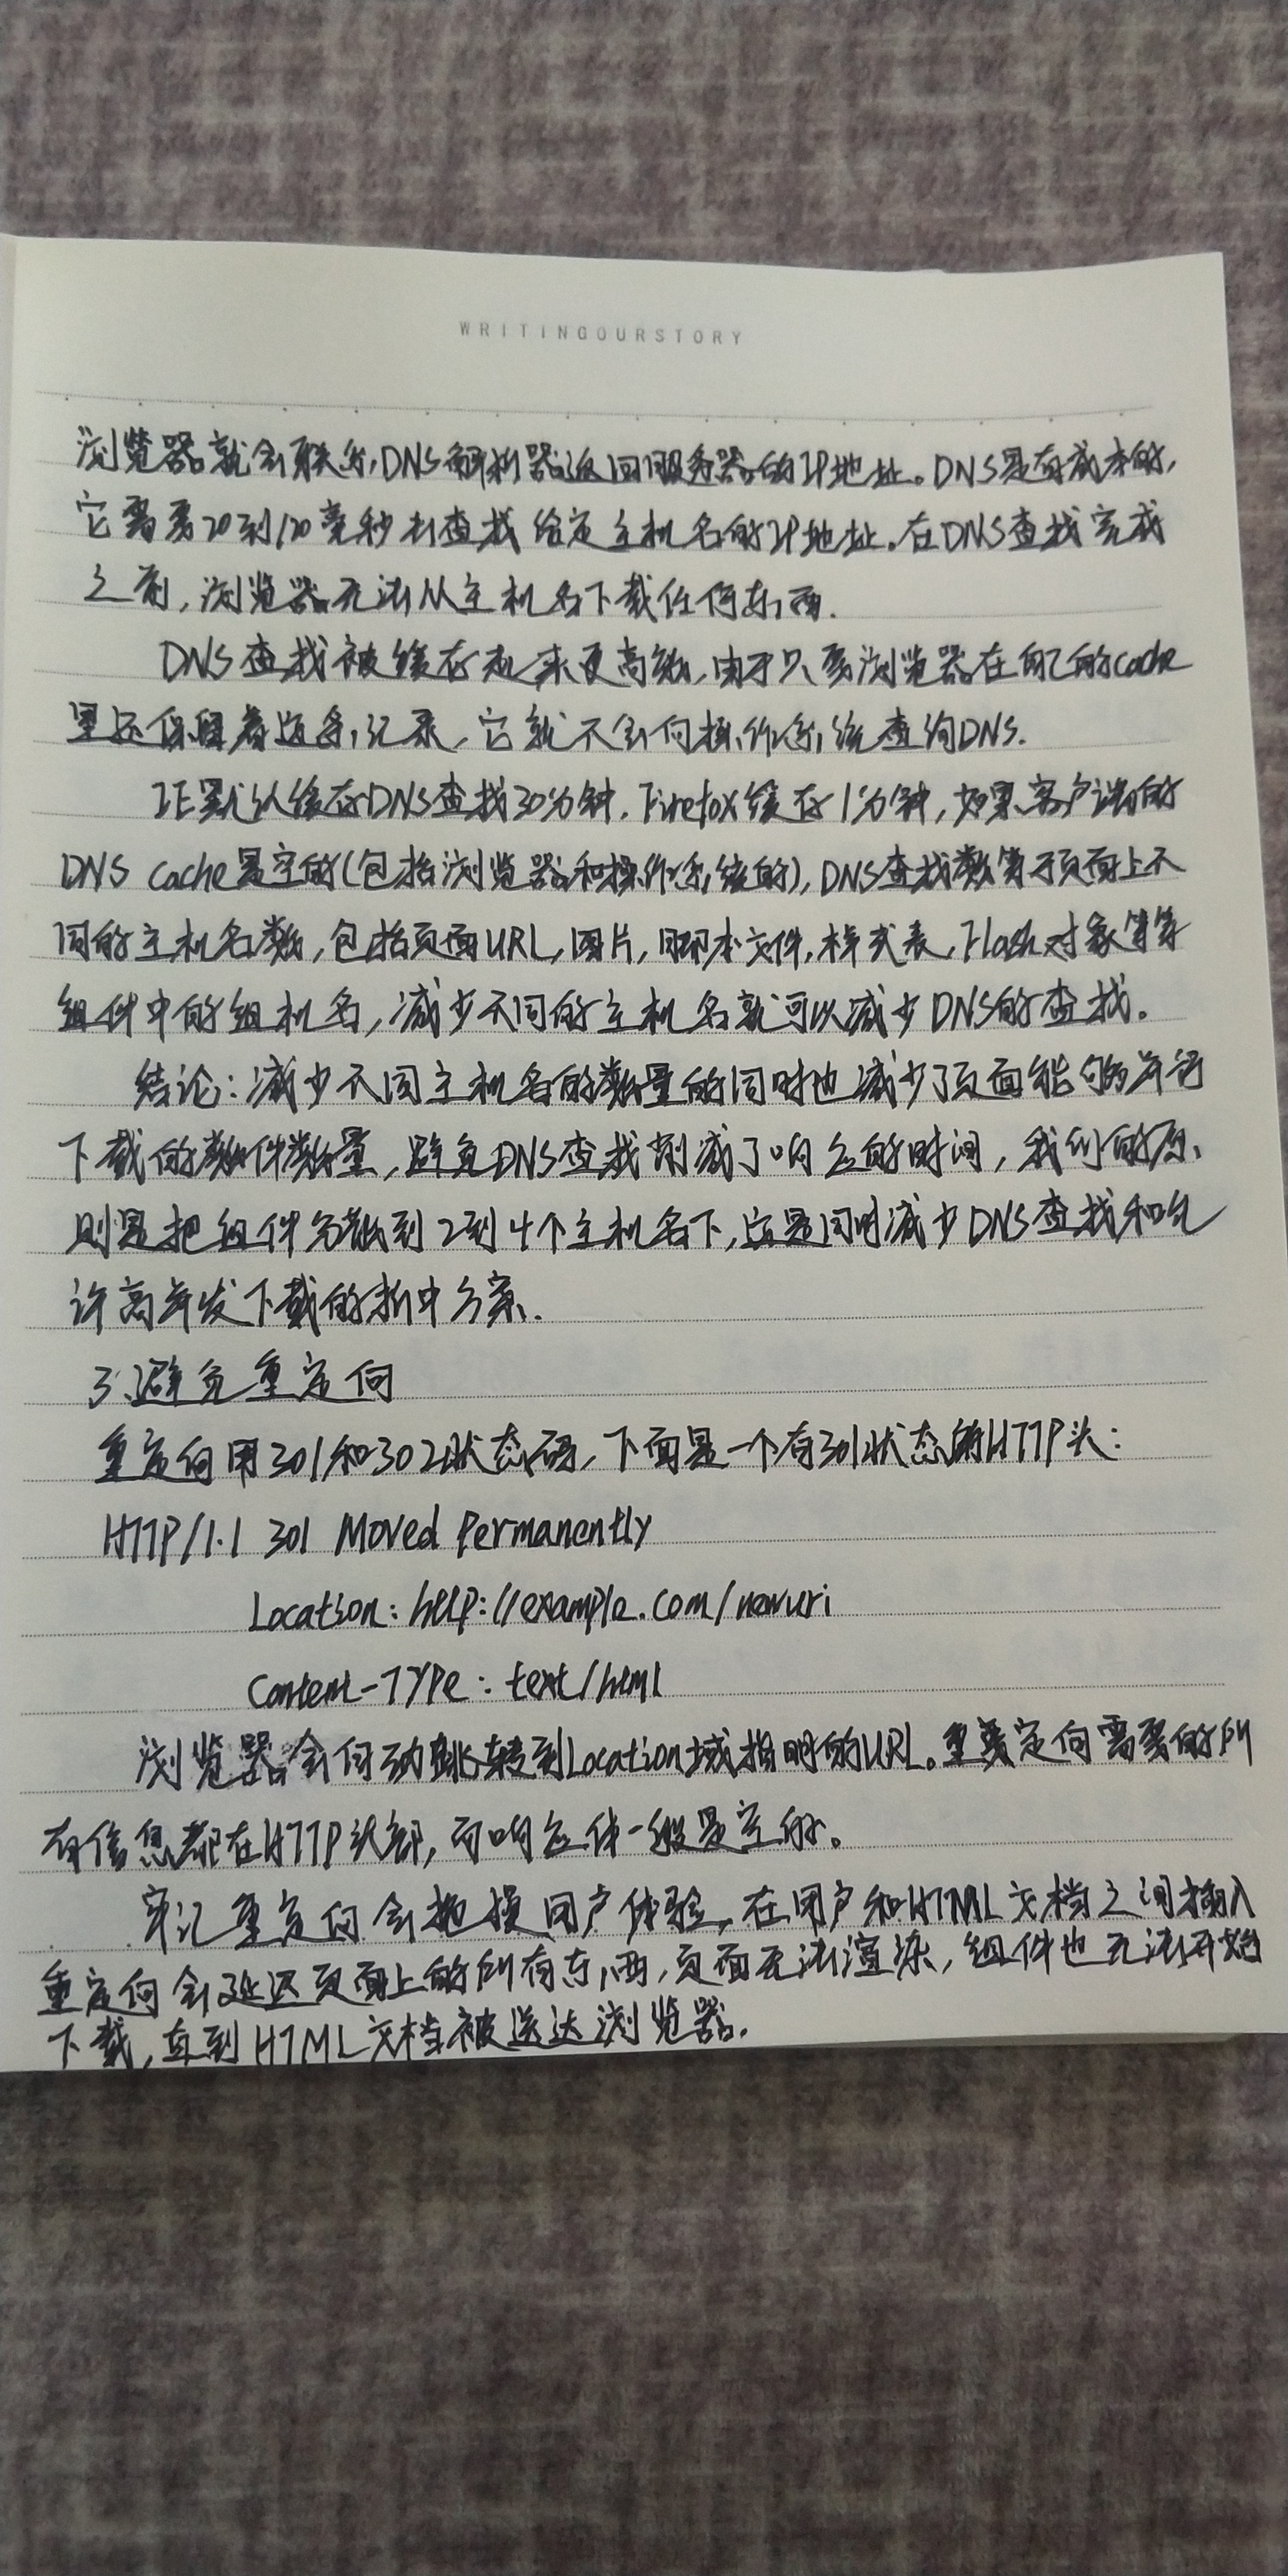 WRITINGOURSTORY
浏览器就会联系,DNS解析器返回服务器的IP地址。DNS是有成本的,
它需要20到120毫秒去查找给定主机名的IP地址。在DNS查找完成
之前,浏览器无法从主机名下载任何东西.
DNS查找被缓存起来更高效,由于只要浏览器在自己的cache
里还保留着这条记录,它就不会向操作系统查询DNS.
IE默认缓存DNS查找30分钟,Firefox缓存1分钟,如果客户端的
DNS cache是空的(包括浏览器和操作系统的),DNS查找数等于页面上不
同的主机名数,包括页面URL,图片,脚本文件,样式表,Flash对象等等
组件中的组机名,减少不同的主机名就可以减少DNS的查找。
结论:减少不同主机名的数量的同时也减少了页面能够并行
下载的数件数量,避免DNS查找削减了响应的时间,我们的原
则是把组件分散到2到4个主机名下,这是同时减少DNS查找和允
许高并发下载的折中方案.
3.避免重定向
重定向用301和302状态码,下面是一个有301状态的HTTP头:
HTTP/1.1 301 Moved Permanently
Location: http://example.com/newuri
Content-Type: text/html
浏览器会自动跳转到Location域指明的URL。重定向需要的所
有信息都在HTTP头部,而响应体一般是空的。
牢记重定向会拖慢用户体验,在用户和HTML文档之间插入
重定向会延迟页面上的所有东西,页面无法渲染,组件也无法开始
下载,直到HTML文档被送达浏览器.